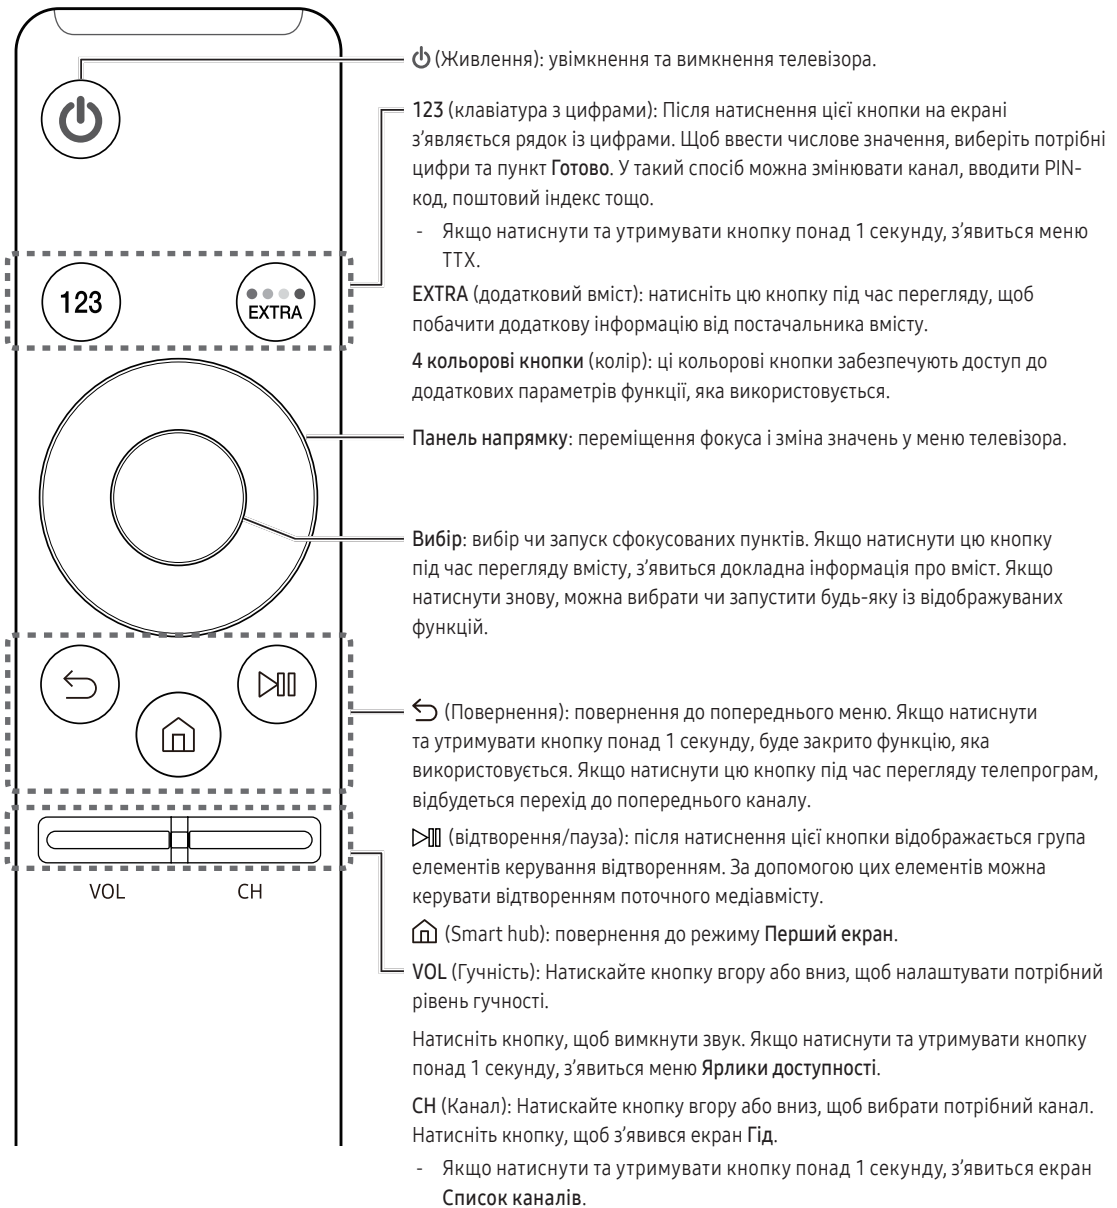 (Живлення): увімкнення та вимкнення телевізора.
123 (клавіатура з цифрами): Після натиснення цієї кнопки на екрані
з’являється рядок із цифрами. Щоб ввести числове значення, виберіть потрібні
цифри та пункт Готово. У такий спосіб можна змінювати канал, вводити PIN-
код, поштовий індекс тощо.
- Якщо натиснути та утримувати кнопку понад 1 секунду, з’явиться меню
TTX.
123
EXTRA
EXTRA (додатковий вміст): натисніть цю кнопку під час перегляду, щоб
побачити додаткову інформацію від постачальника вмісту.
4 кольорові кнопки (колір): ці кольорові кнопки забезпечують доступ до
додаткових параметрів функції, яка використовується.
Панель напрямку: переміщення фокуса і зміна значень у меню телевізора.
Вибір: вибір чи запуск сфокусованих пунктів. Якщо натиснути цю кнопку
під час перегляду вмісту, з’явиться докладна інформація про вміст. Якщо
натиснути знову, можна вибрати чи запустити будь-яку із відображуваних
функцій.
(Повернення): повернення до попереднього меню. Якщо натиснути
та утримувати кнопку понад 1 секунду, буде закрито функцію, яка
використовується. Якщо натиснути цю кнопку під час перегляду телепрограм,
відбудеться перехід до попереднього каналу.
(відтворення/пауза): після натиснення цієї кнопки відображається група
елементів керування відтворенням. За допомогою цих елементів можна
керувати відтворенням поточного медіавмісту.
VOL
CH
(Smart hub): повернення до режиму Перший екран.
VOL (Гучність): Натискайте кнопку вгору або вниз, щоб налаштувати потрібний
рівень гучності.
Натисніть кнопку, щоб вимкнути звук. Якщо натиснути та утримувати кнопку
понад 1 секунду, з’явиться меню Ярлики доступності.
CH (Канал): Натискайте кнопку вгору або вниз, щоб вибрати потрібний канал.
Натисніть кнопку, щоб з’явився екран Гід.
- Якщо натиснути та утримувати кнопку понад 1 секунду, з’явиться екран
Список каналів.